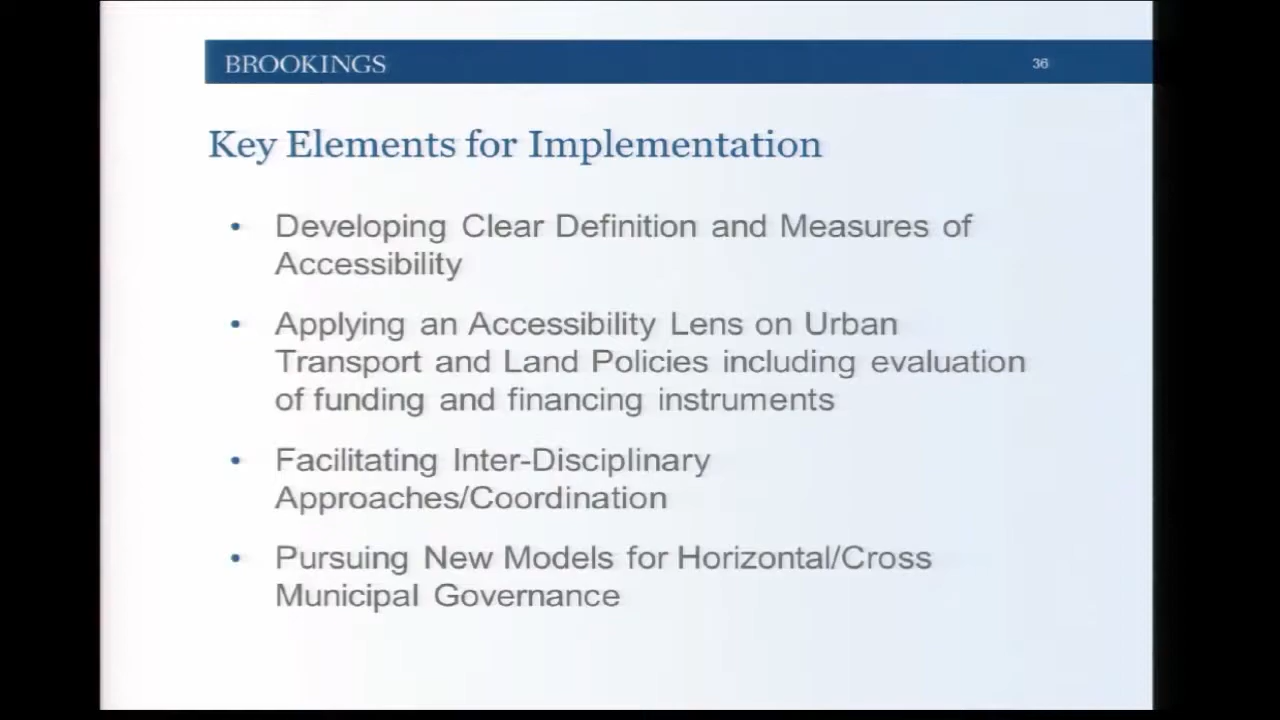 BROOKINGS 36
Key Elements for Implementation
• Developing Clear Definition and Measures of
Accessibility
• Applying an Accessibility Lens on Urban
Transport and Land Policies including evaluation
of funding and financing instruments
• Facilitating Inter-Disciplinary
Approaches/Coordination
• Pursuing New Models for Horizontal/Cross
Municipal Governance